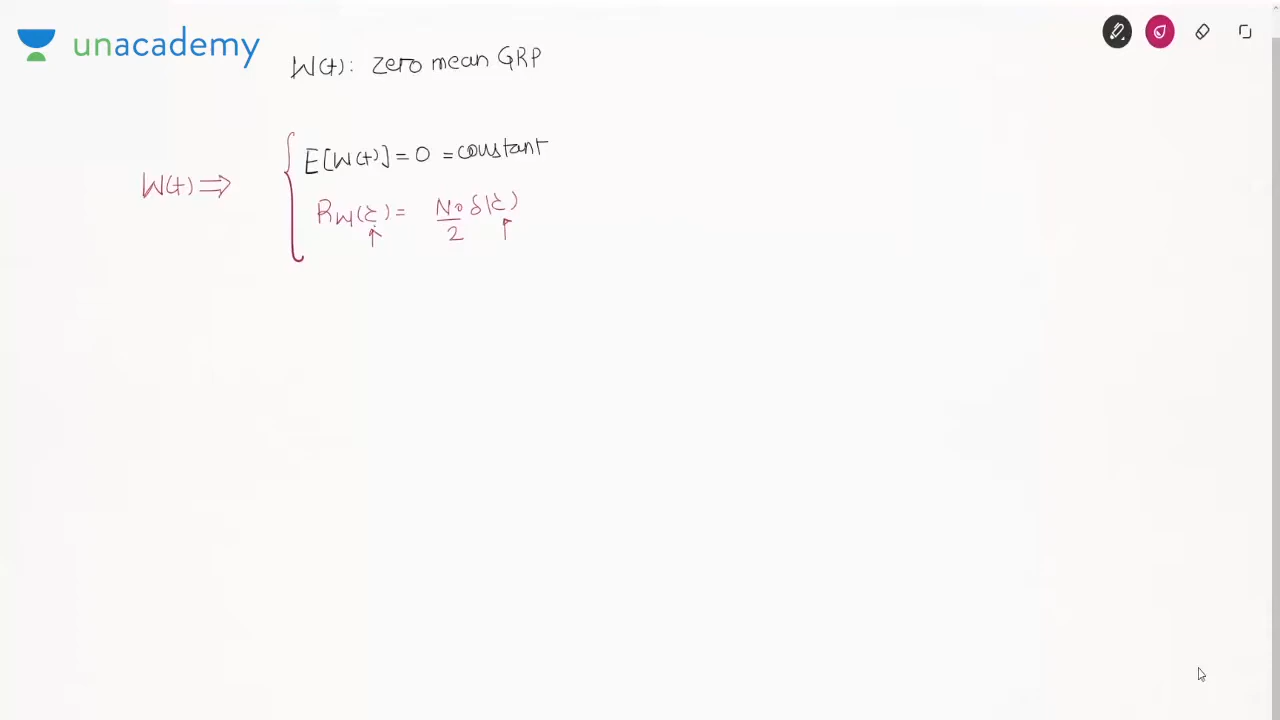 unacademy
W(t): Zero mean GRP
E[W(t)] = 0 = constant
W(t) ⇒
R_W(τ) = N₀/2 δ(τ)